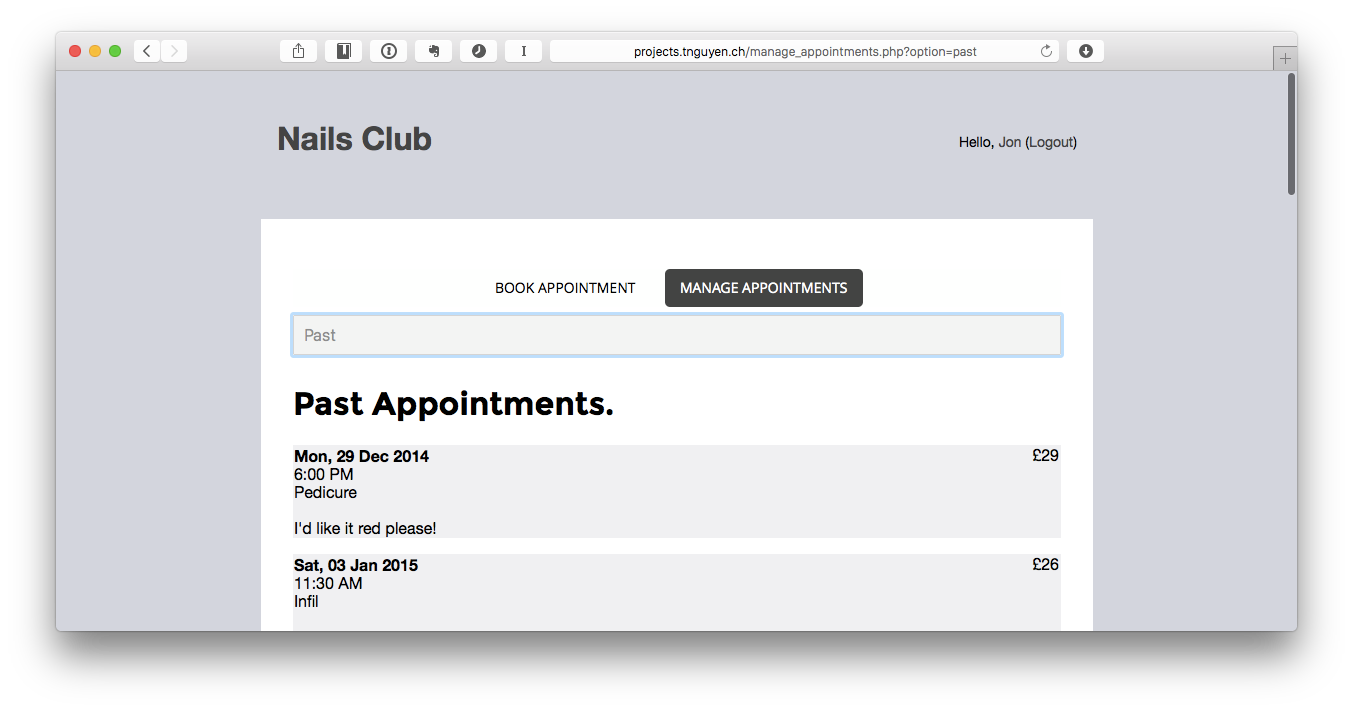 projects.tnguyen.ch/manage_appointments.php?option=past
Nails Club
Hello, Jon (Logout)
BOOK APPOINTMENT
MANAGE APPOINTMENTS
Past
Past Appointments.
Mon, 29 Dec 2014
£29
6:00 PM
Pedicure
I'd like it red please!
Sat, 03 Jan 2015
£26
11:30 AM
Infil